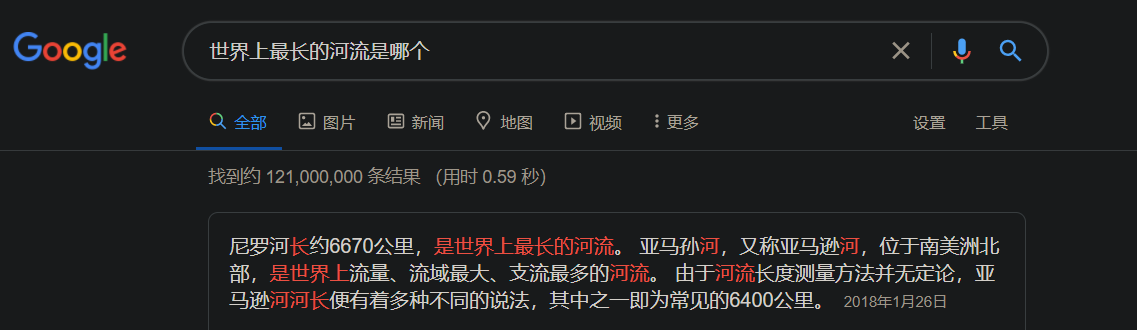 Google
世界上最长的河流是哪个
全部 图片 新闻 地图 视频 更多 设置 工具
找到约 121,000,000 条结果 （用时 0.59 秒）
尼罗河长约6670公里，是世界上最长的河流。 亚马孙河，又称亚马逊河，位于南美洲北
部，是世界上流量、流域最大、支流最多的河流。 由于河流长度测量方法并无定论，亚
马逊河河长便有着多种不同的说法，其中之一即为常见的6400公里。 2018年1月26日